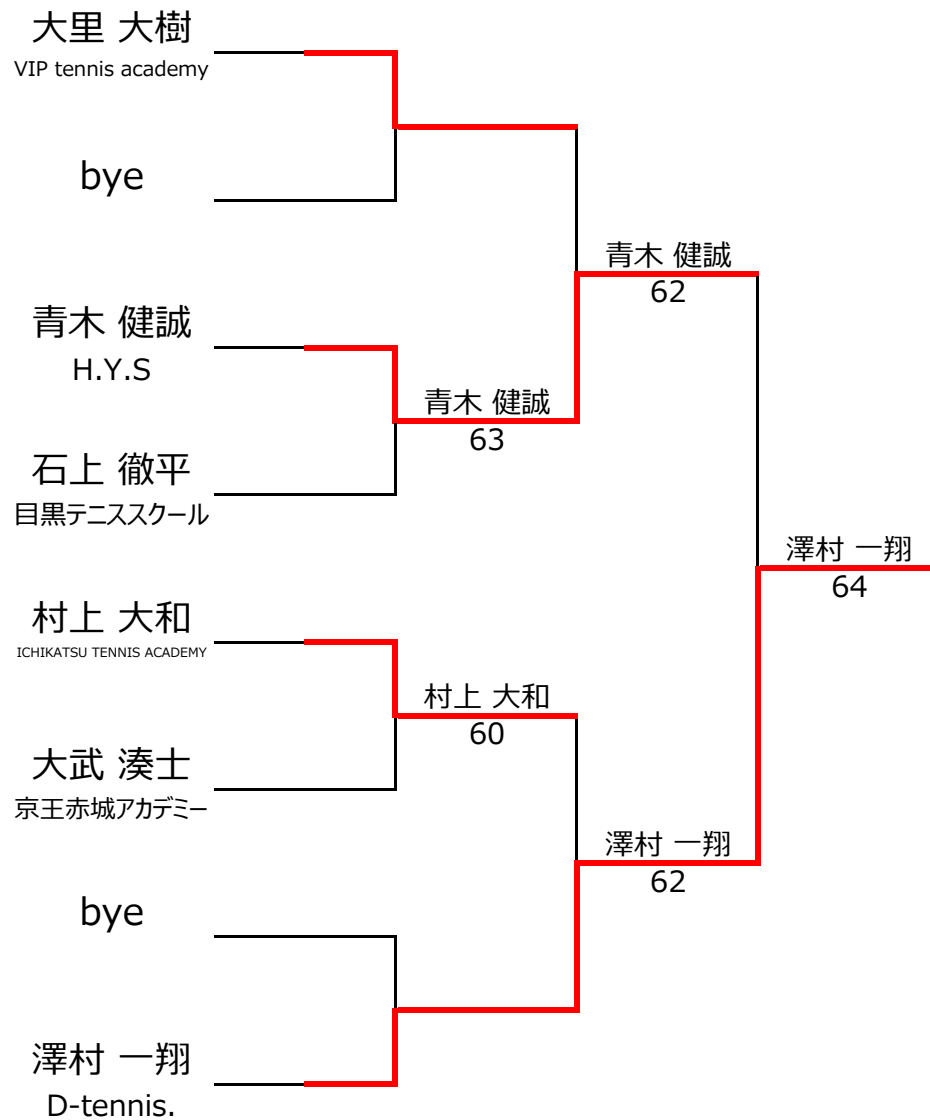 大里 大樹
VIP tennis academy
bye
青木 健誠
62
青木 健誠
H.Y.S
青木 健誠
63
石上 徹平
目黒テニススクール
澤村 一翔
64
村上 大和
ICHIKATSU TENNIS ACADEMY
村上 大和
60
大武 湊士
京王赤城アカデミー
澤村 一翔
62
bye
澤村 一翔
D-tennis.